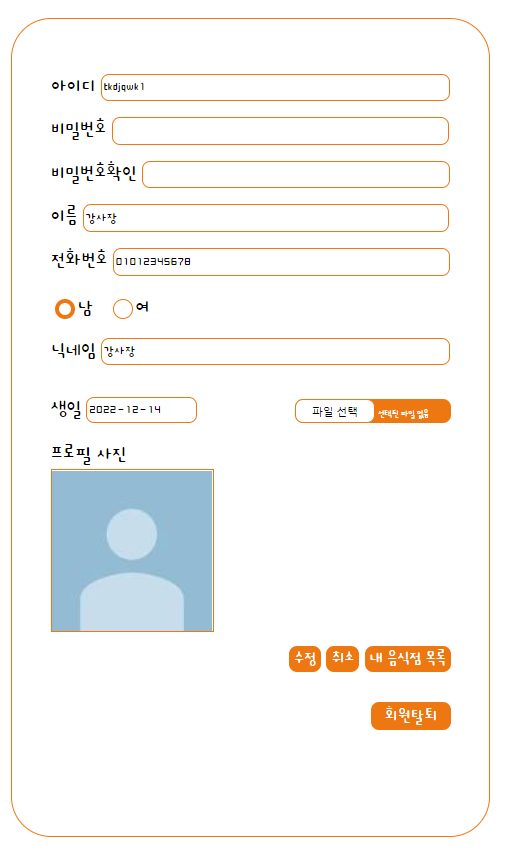 아이디 tkdjqwk1
비밀번호
비밀번호확인
이름 강사장
전화번호 01012345678
남 여
닉네임 강사장
생일 2022-12-14 파일 선택 선택된 파일 없음
프로필 사진
수정 취소 내 음식점 목록
회원탈퇴